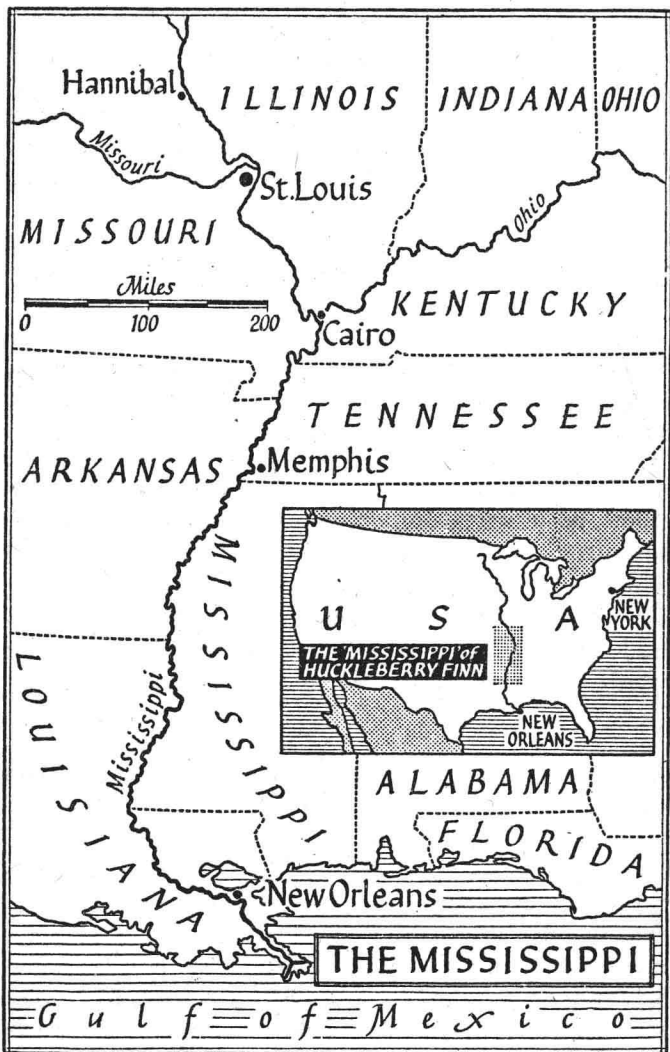 Hannibal
ILLINOIS
INDIANA
OHIO
Missouri
St.Louis
Ohio
MISSOURI
Miles
0 100 200
KENTUCKY
Cairo
TENNESSEE
ARKANSAS
Memphis
MISSISSIPPI
U S A
NEW
YORK
THE 'MISSISSIPPI' of
HUCKLEBERRY FINN
NEW
ORLEANS
LOUISIANA
Mississippi
ALABAMA
FLORIDA
New Orleans
THE MISSISSIPPI
Gulf of Mexico